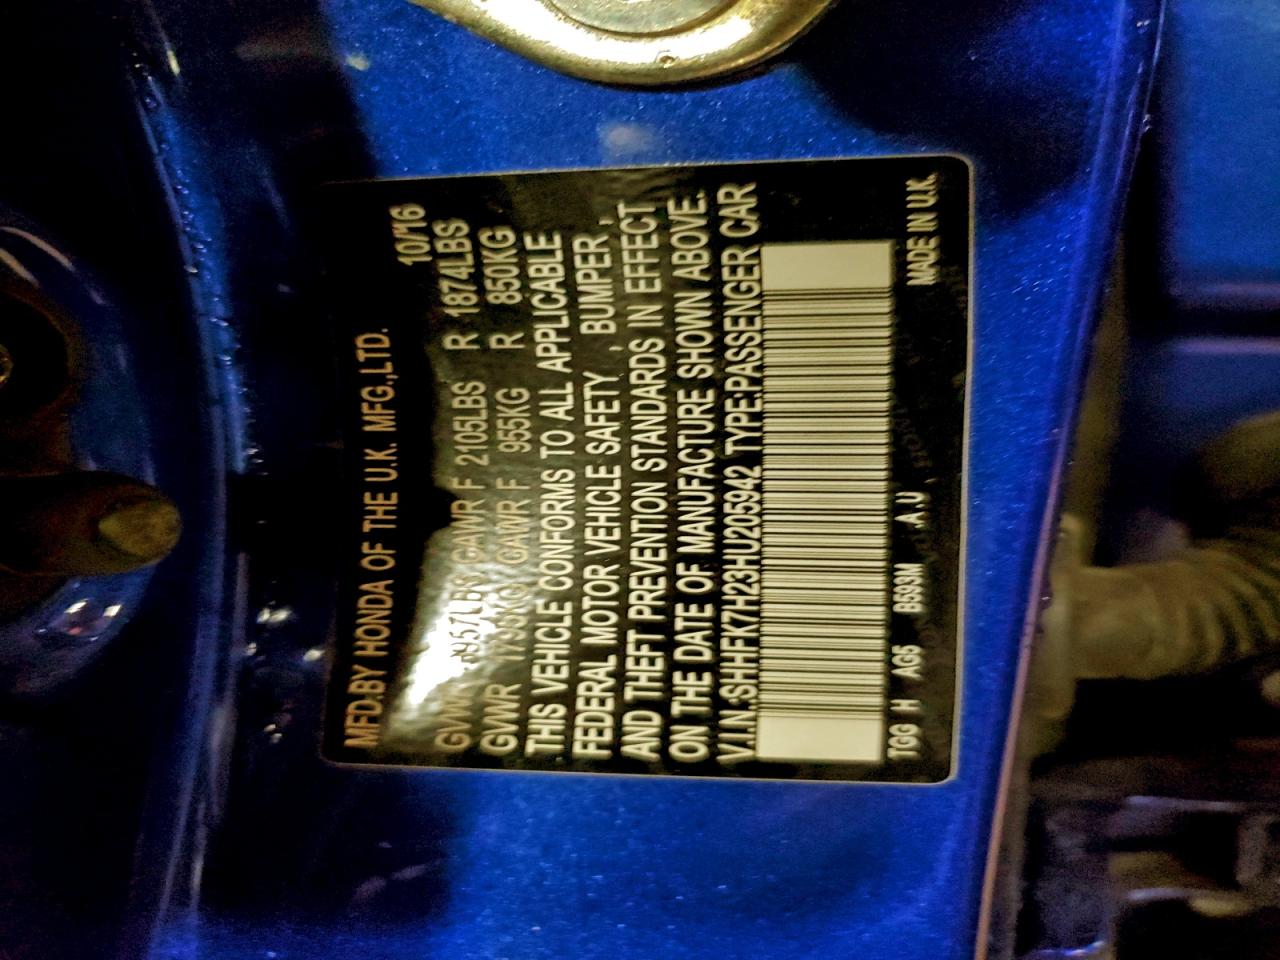 MFD.BY HONDA OF THE U.K. MFG.,LTD.
10/16
GAWR F 2105LBS R 1874LBS
GVWR 1795KG GAWR F 955KG R 850KG
THIS VEHICLE CONFORMS TO ALL APPLICABLE
FEDERAL MOTOR VEHICLE SAFETY , BUMPER ,
AND THEFT PREVENTION STANDARDS IN EFFECT
ON THE DATE OF MANUFACTURE SHOWN ABOVE.
V.I.N.:SHHFK7H23HU205942 TYPE:PASSENGER CAR
TGG H AG5 B593M A.U MADE IN U.K.